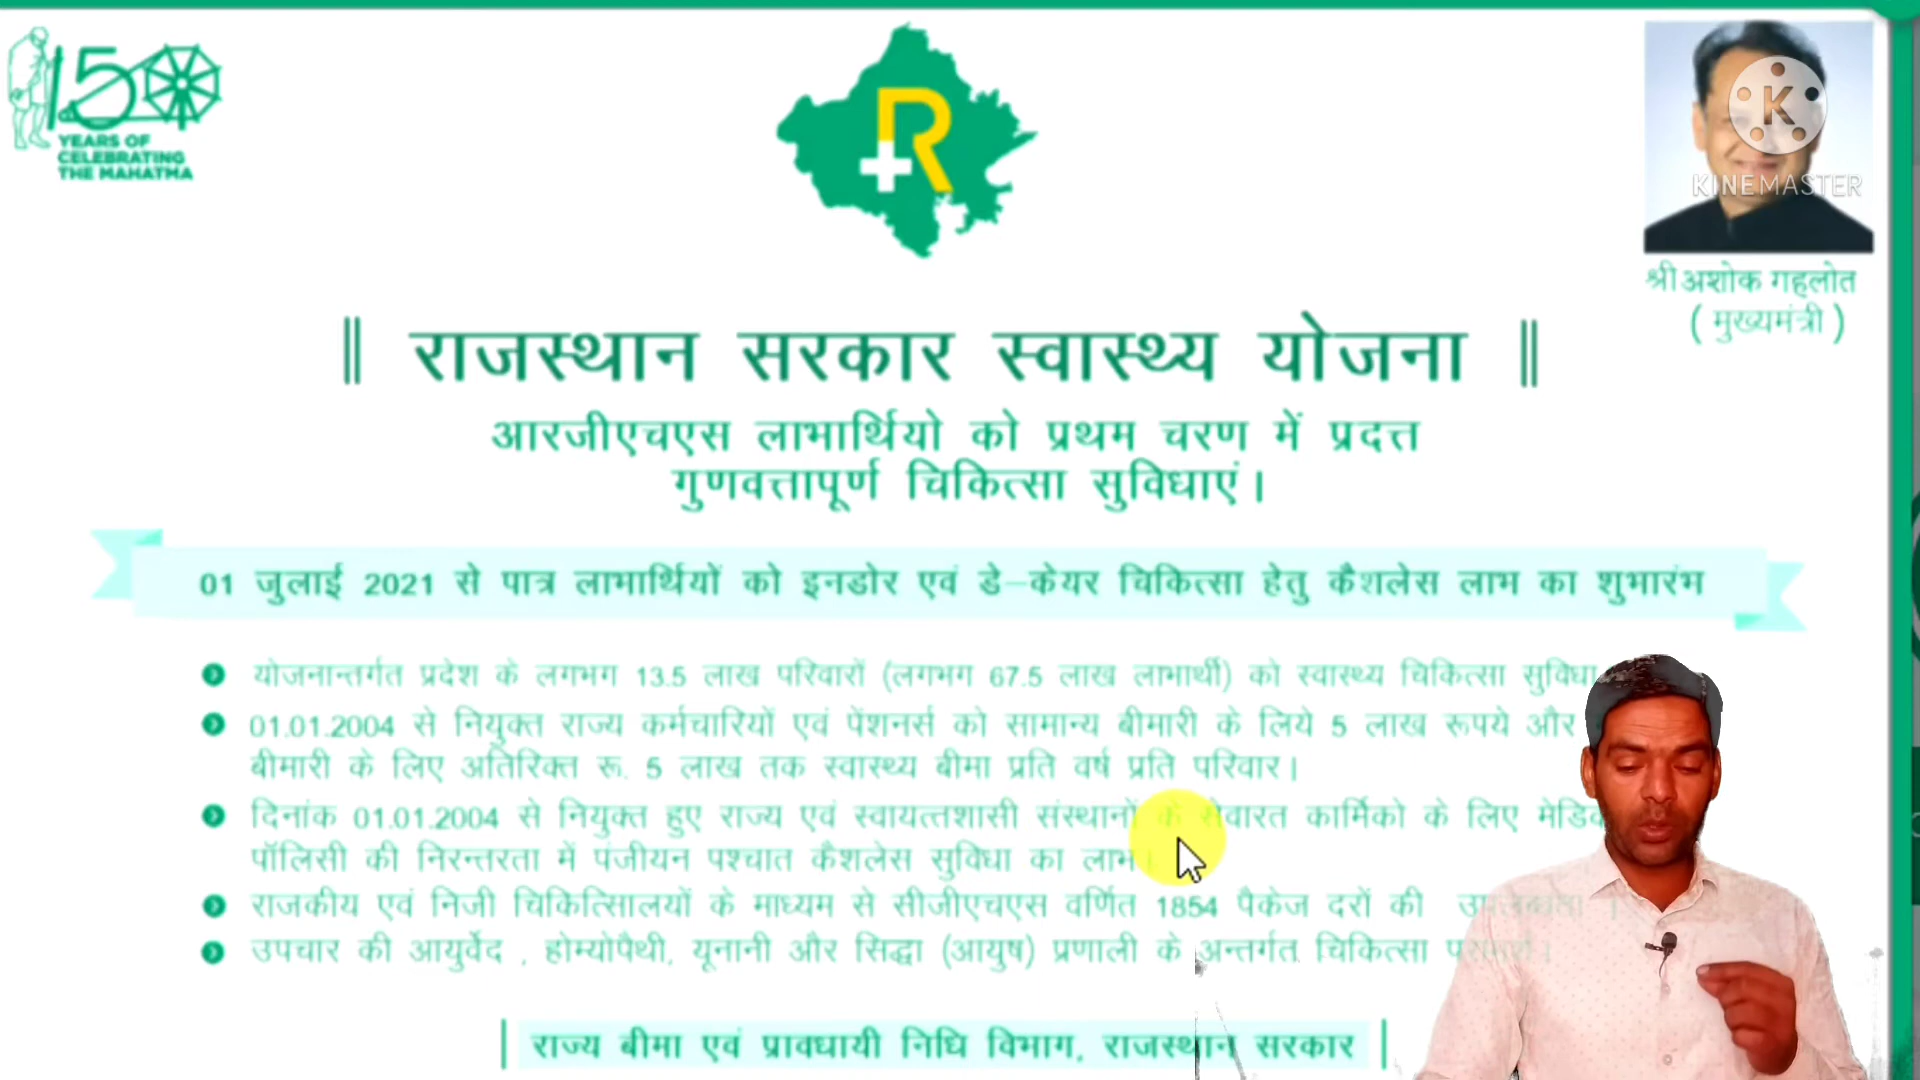 150
YEARS OF
CELEBRATING
THE MAHATMA
R
K
KINEMASTER
श्री अशोक गहलोत
( मुख्यमंत्री )
|| राजस्थान सरकार स्वास्थ्य योजना ||
आरजीएचएस लाभार्थियो को प्रथम चरण में प्रदत्त
गुणवत्तापूर्ण चिकित्सा सुविधाएं।
01 जुलाई 2021 से पात्र लाभार्थियों को इनडोर एवं डे-केयर चिकित्सा हेतु कैशलेस लाभ का शुभारंभ
योजनान्तर्गत प्रदेश के लगभग 13.5 लाख परिवारों (लगभग 67.5 लाख लाभार्थी) को स्वास्थ्य चिकित्सा सुविधा
01.01.2004 से नियुक्त राज्य कर्मचारियों एवं पेंशनर्स को सामान्य बीमारी के लिये 5 लाख रूपये और
बीमारी के लिए अतिरिक्त रू. 5 लाख तक स्वास्थ्य बीमा प्रति वर्ष प्रति परिवार।
दिनांक 01.01.2004 से नियुक्त हुए राज्य एवं स्वायत्तशासी संस्थानों के सेवारत कार्मिको के लिए
पॉलिसी की निरन्तरता में पंजीयन पश्चात कैशलेस सुविधा का लाभ।
राजकीय एवं निजी चिकित्सिालयों के माध्यम से सीजीएचएस वर्णित 1854 पैकेज दरों की उपलब्धता ।
उपचार की आयुर्वेद , होम्योपैथी, यूनानी और सिद्धा (आयुष) प्रणाली के अन्तर्गत चिकित्सा परामर्श।
| राज्य बीमा एवं प्रावधायी निधि विभाग, राजस्थान सरकार |